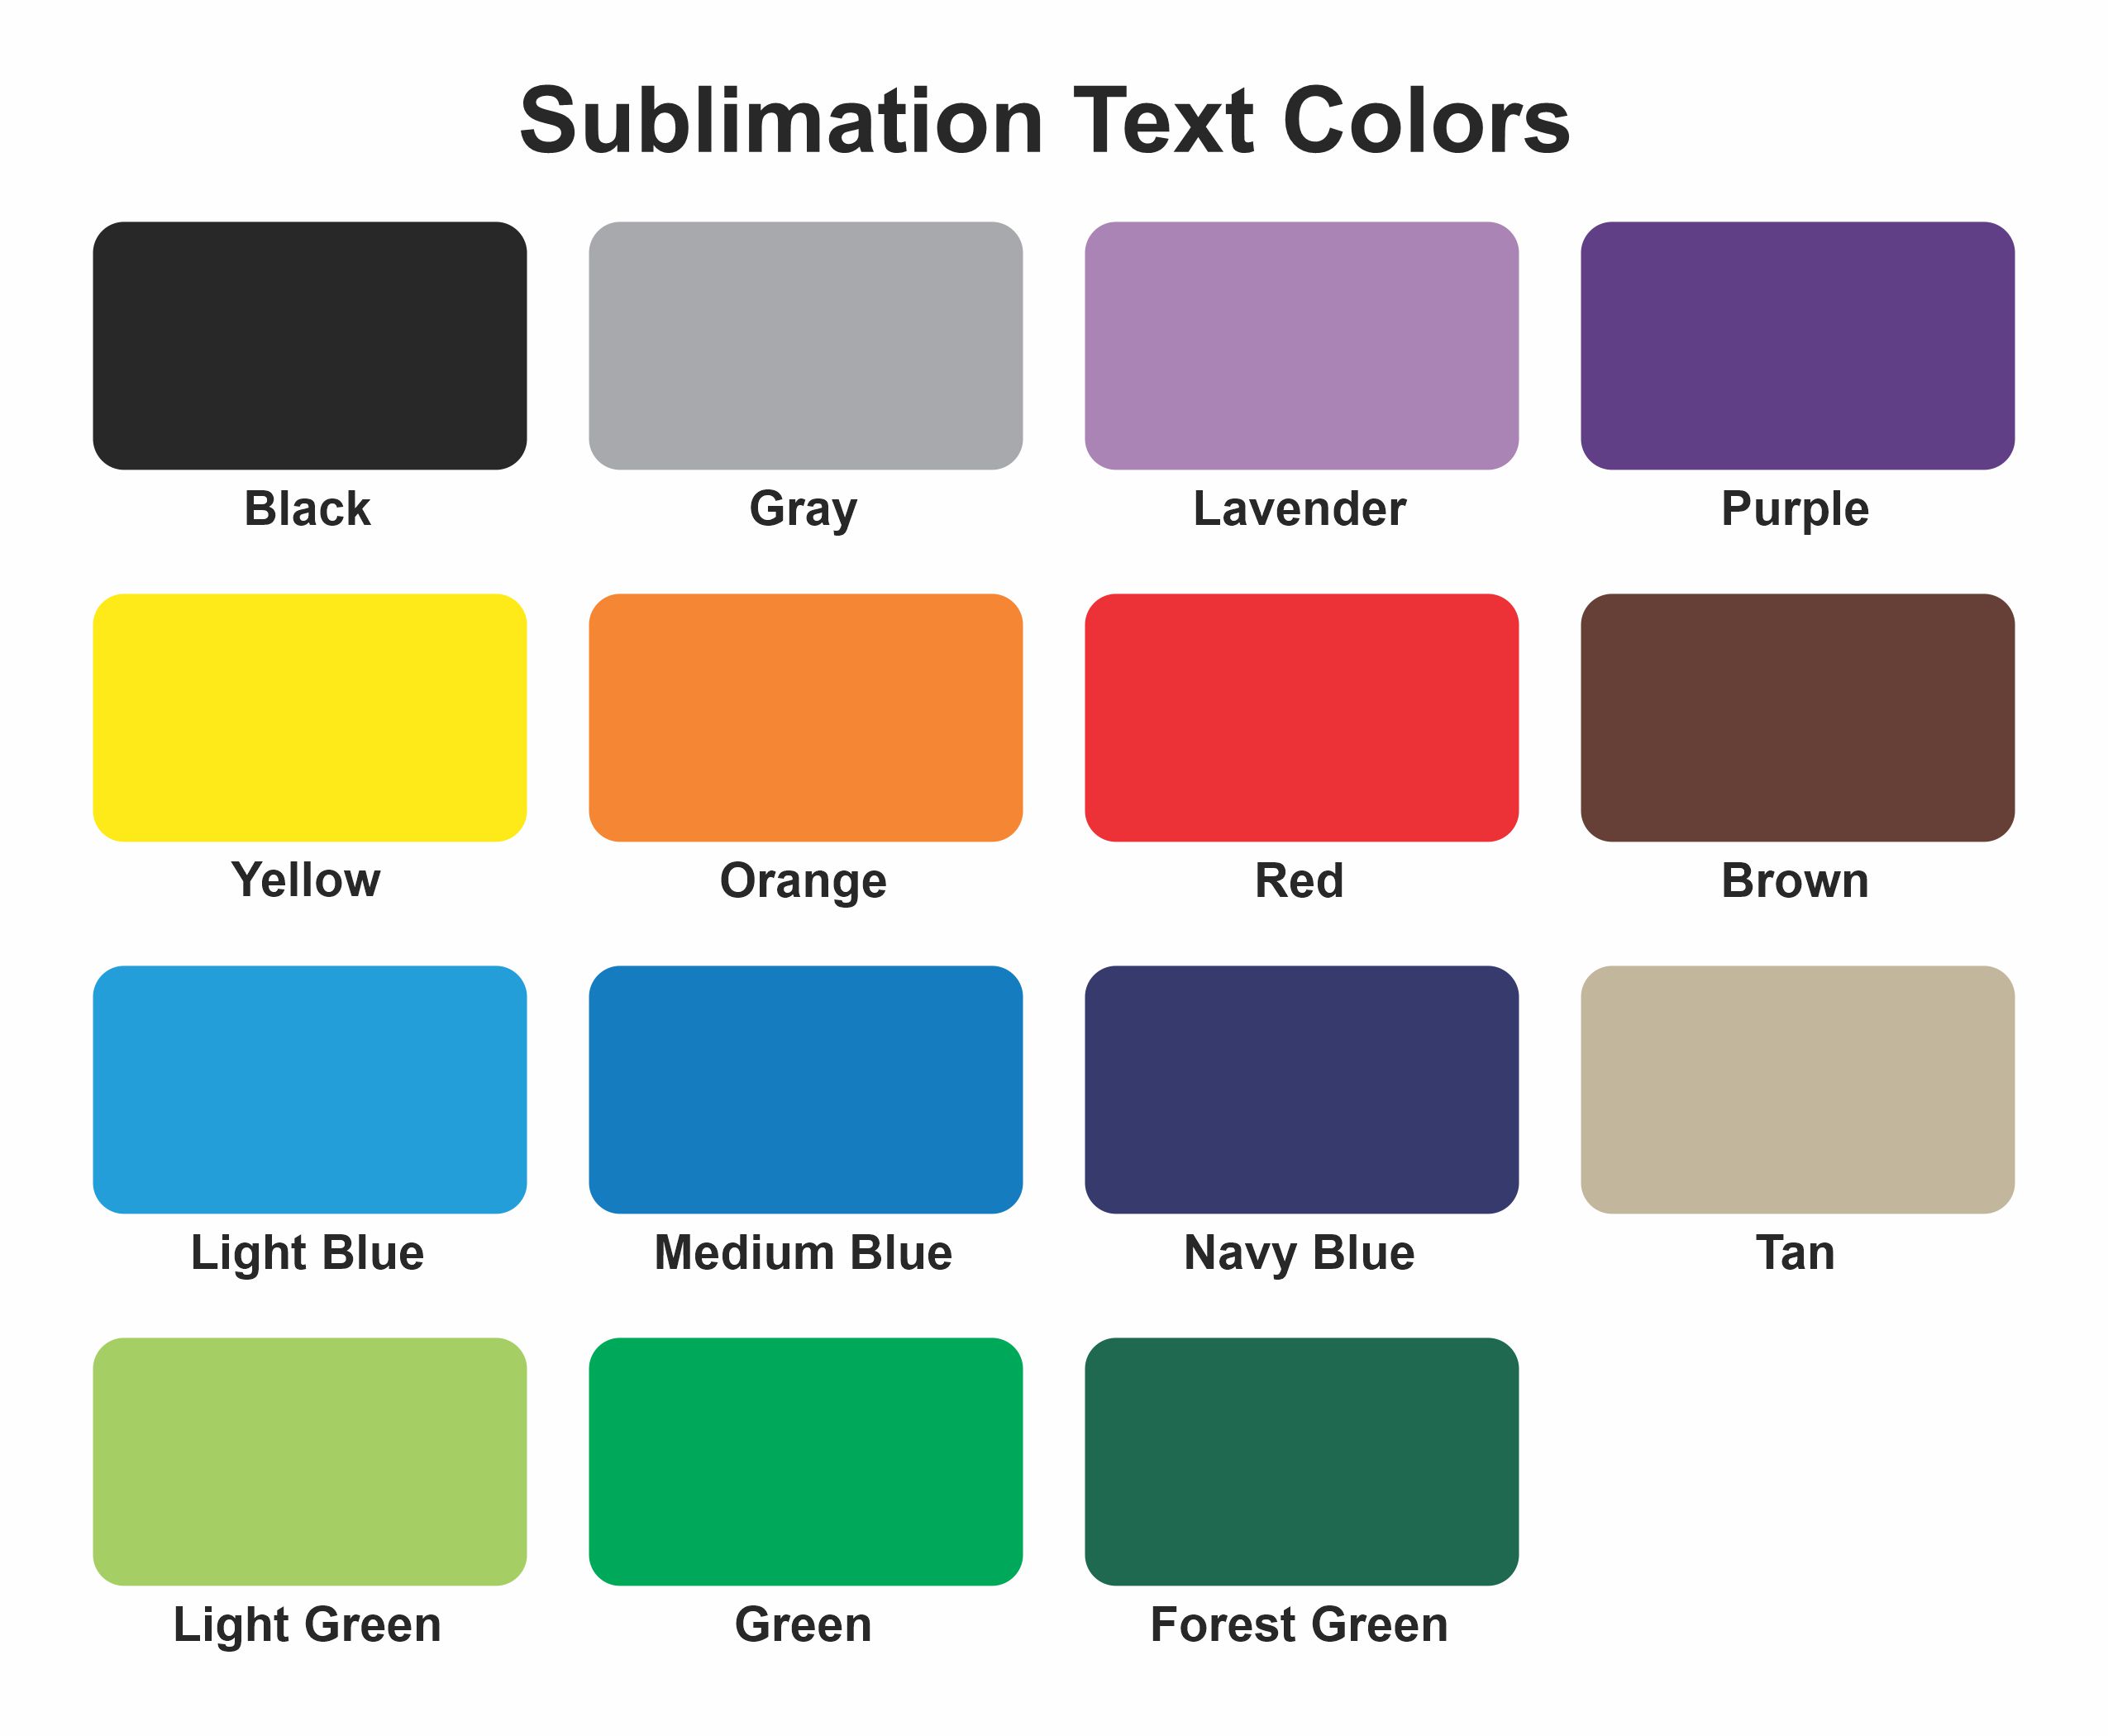 Sublimation Text Colors
Black
Gray
Lavender
Purple
Yellow
Orange
Red
Brown
Light Blue
Medium Blue
Navy Blue
Tan
Light Green
Green
Forest Green